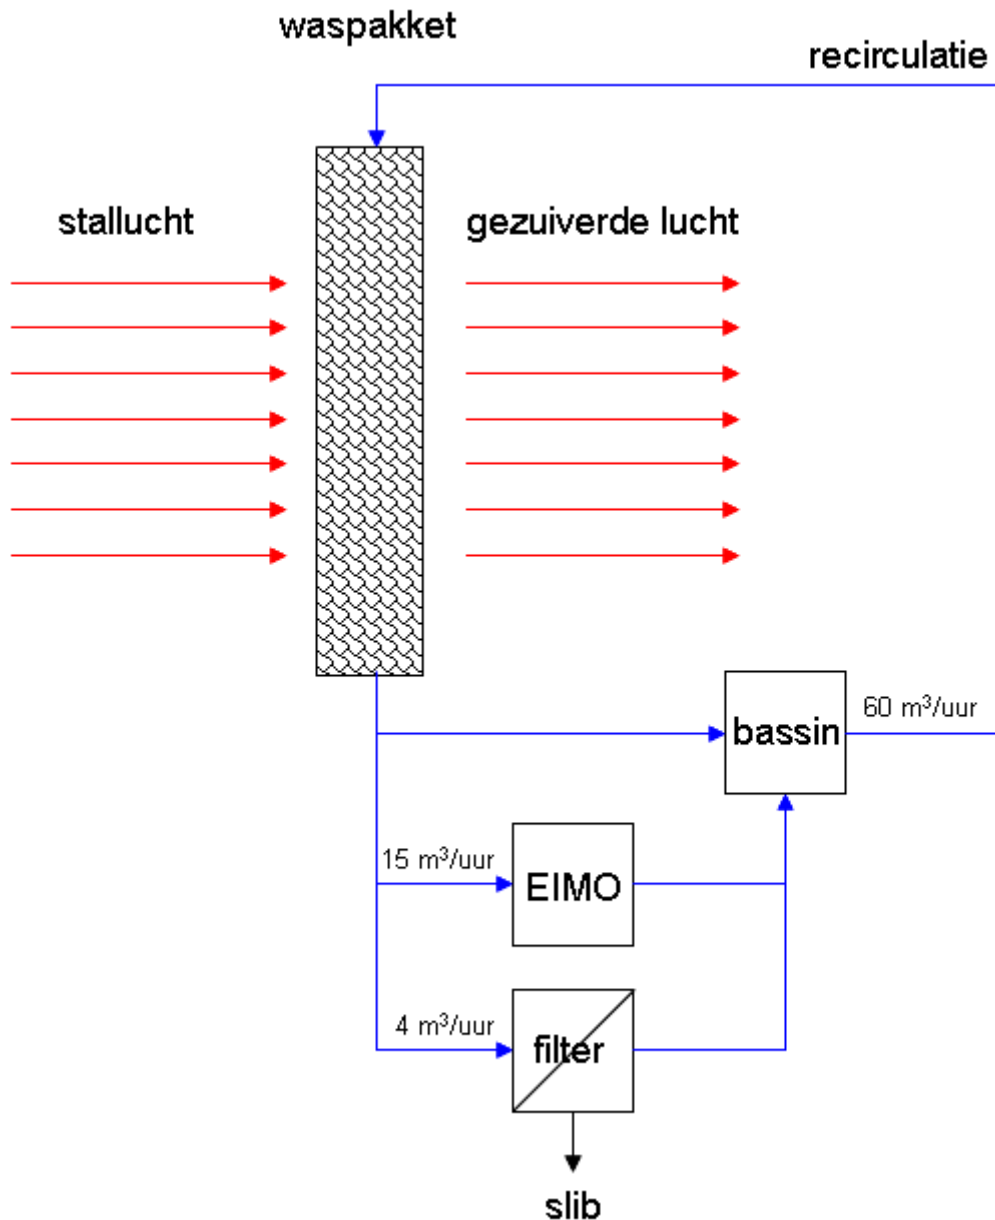 waspakket
recirculatie
stallucht
gezuiverde lucht
bassin
60 m³/uur
15 m³/uur
EIMO
4 m³/uur
filter
slib